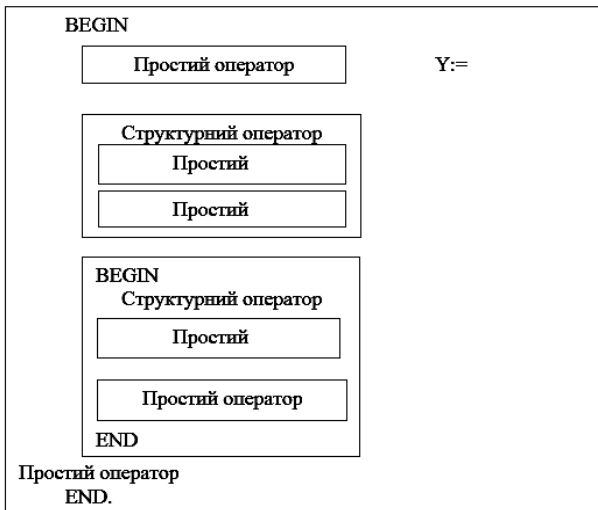 BEGIN
Простий оператор Y:=
Структурний оператор
Простий
Простий
BEGIN
Структурний оператор
Простий
Простий оператор
END
Простий оператор
END.